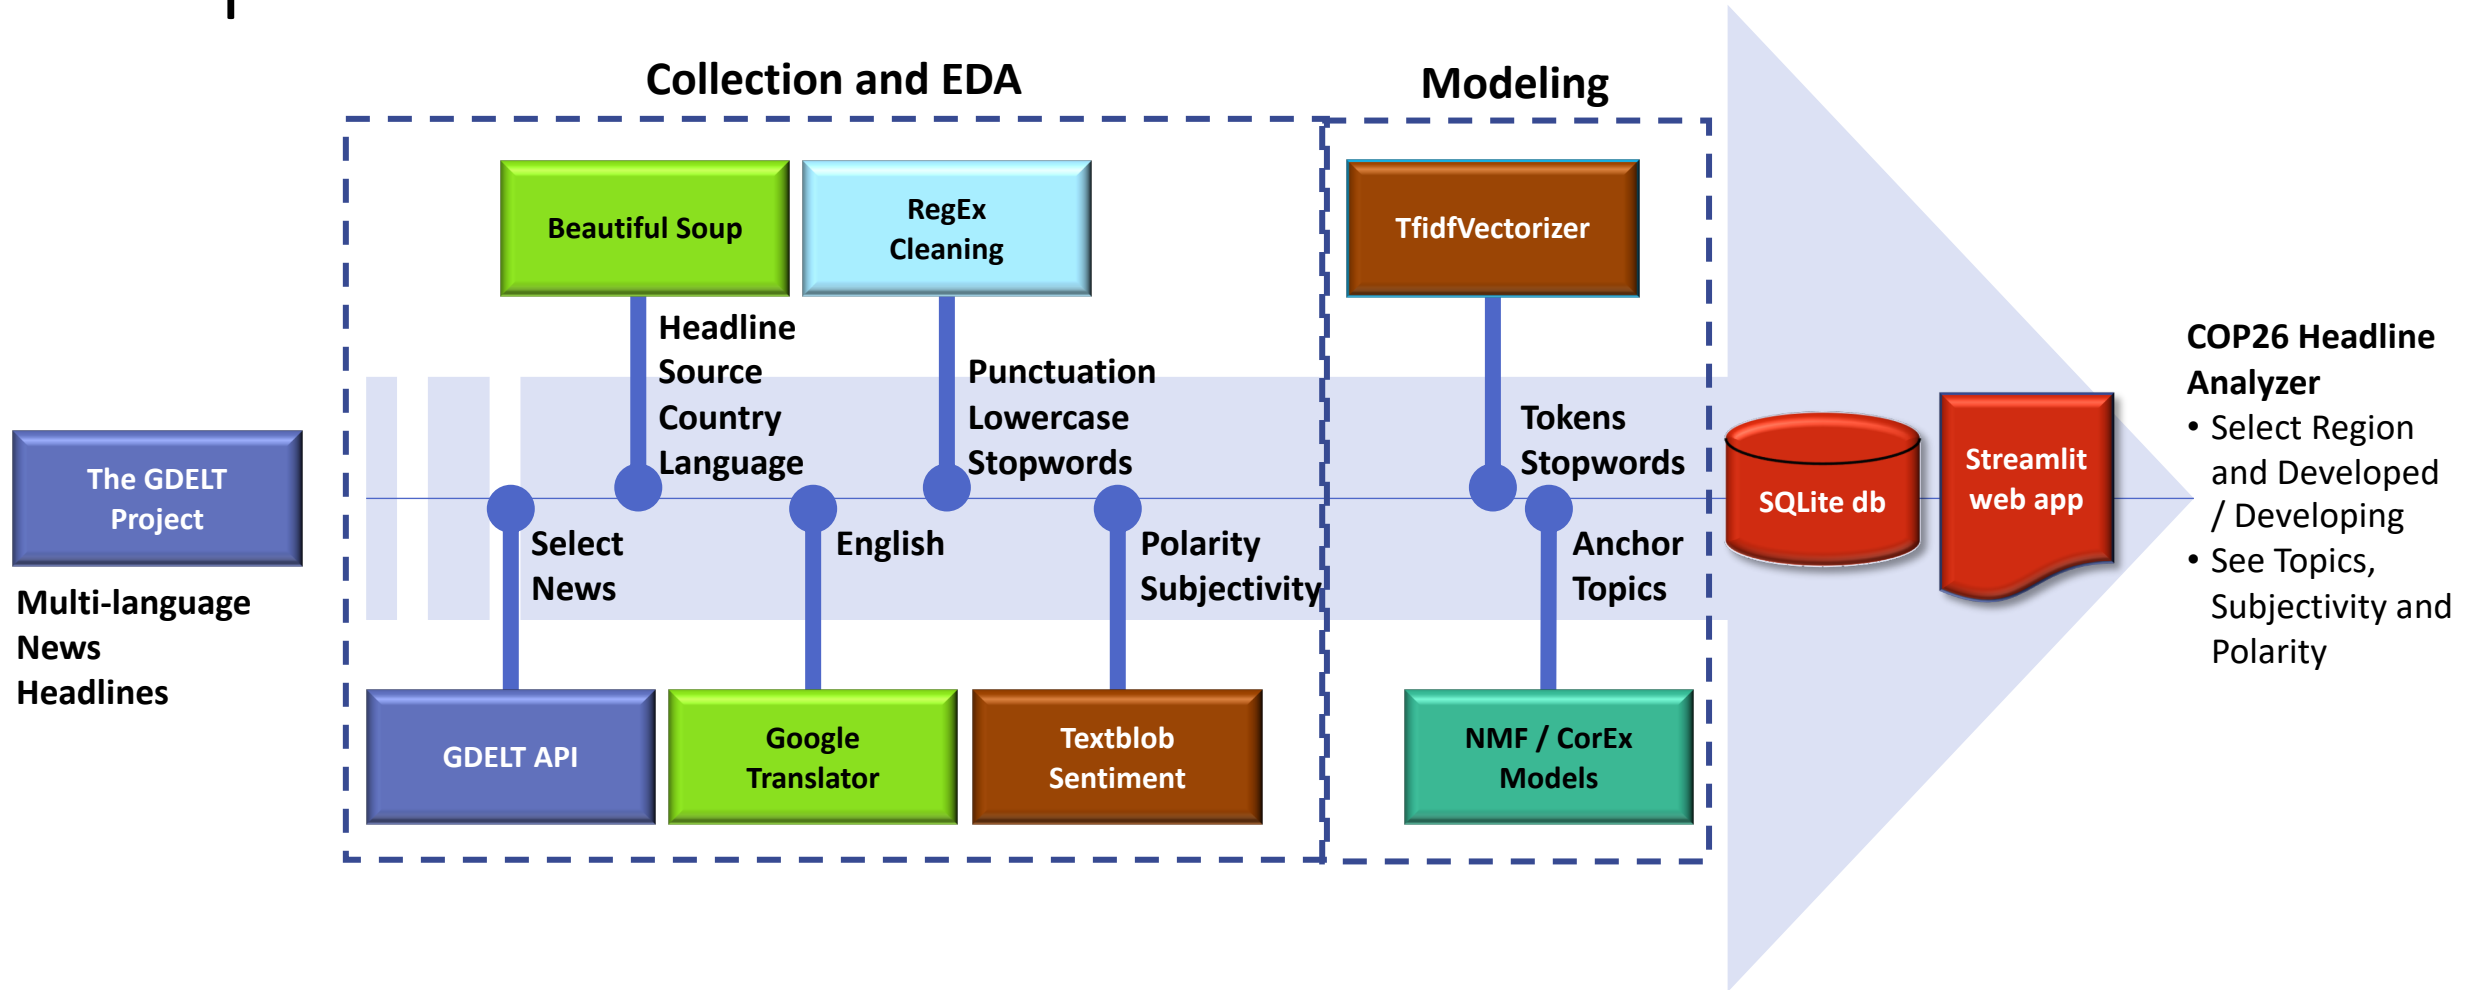 Collection and EDA
Modeling
Beautiful Soup
RegEx
Cleaning
TfidfVectorizer
Headline
Source
Country
Language
Punctuation
Lowercase
Stopwords
Tokens
Stopwords
The GDELT
Project
Multi-language
News
Headlines
Select
News
English
Polarity
Subjectivity
Anchor
Topics
GDELT API
Google
Translator
Textblob
Sentiment
NMF / CorEx
Models
SQLite db
Streamlit
web app
COP26 Headline
Analyzer
• Select Region
and Developed
/ Developing
• See Topics,
Subjectivity and
Polarity